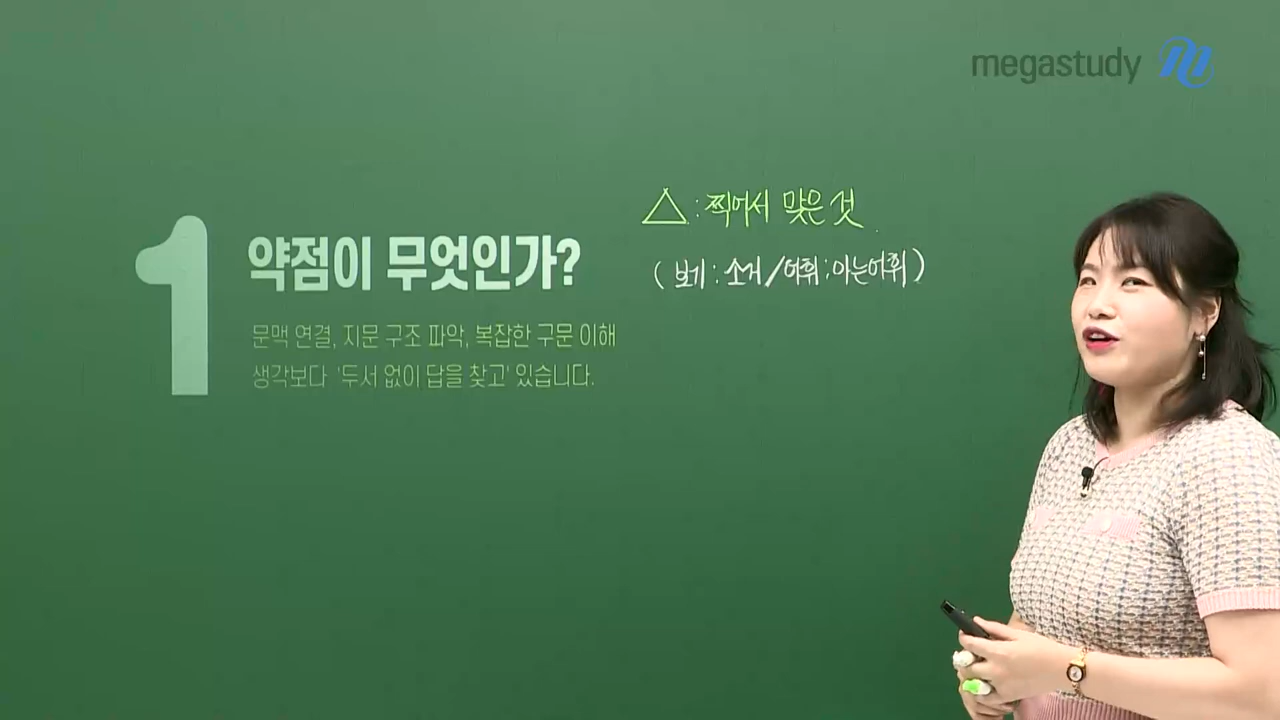 megastudy
1
약점이 무엇인가?
문맥 연결, 지문 구조 파악, 복잡한 구문 이해
생각보다 '두서 없이 답을 찾고' 있습니다.
△ : 찍어서 맞은 것
( 보기 : 소거 / 어휘 : 아는어휘 )